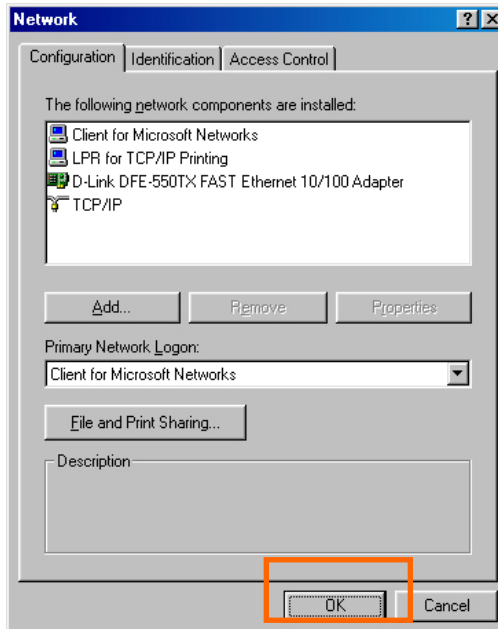 Network ? X
Configuration Identification Access Control
The following network components are installed:
Client for Microsoft Networks
LPR for TCP/IP Printing
D-Link DFE-550TX FAST Ethernet 10/100 Adapter
TCP/IP
Add... Remove Properties
Primary Network Logon:
Client for Microsoft Networks
File and Print Sharing...
Description
OK Cancel